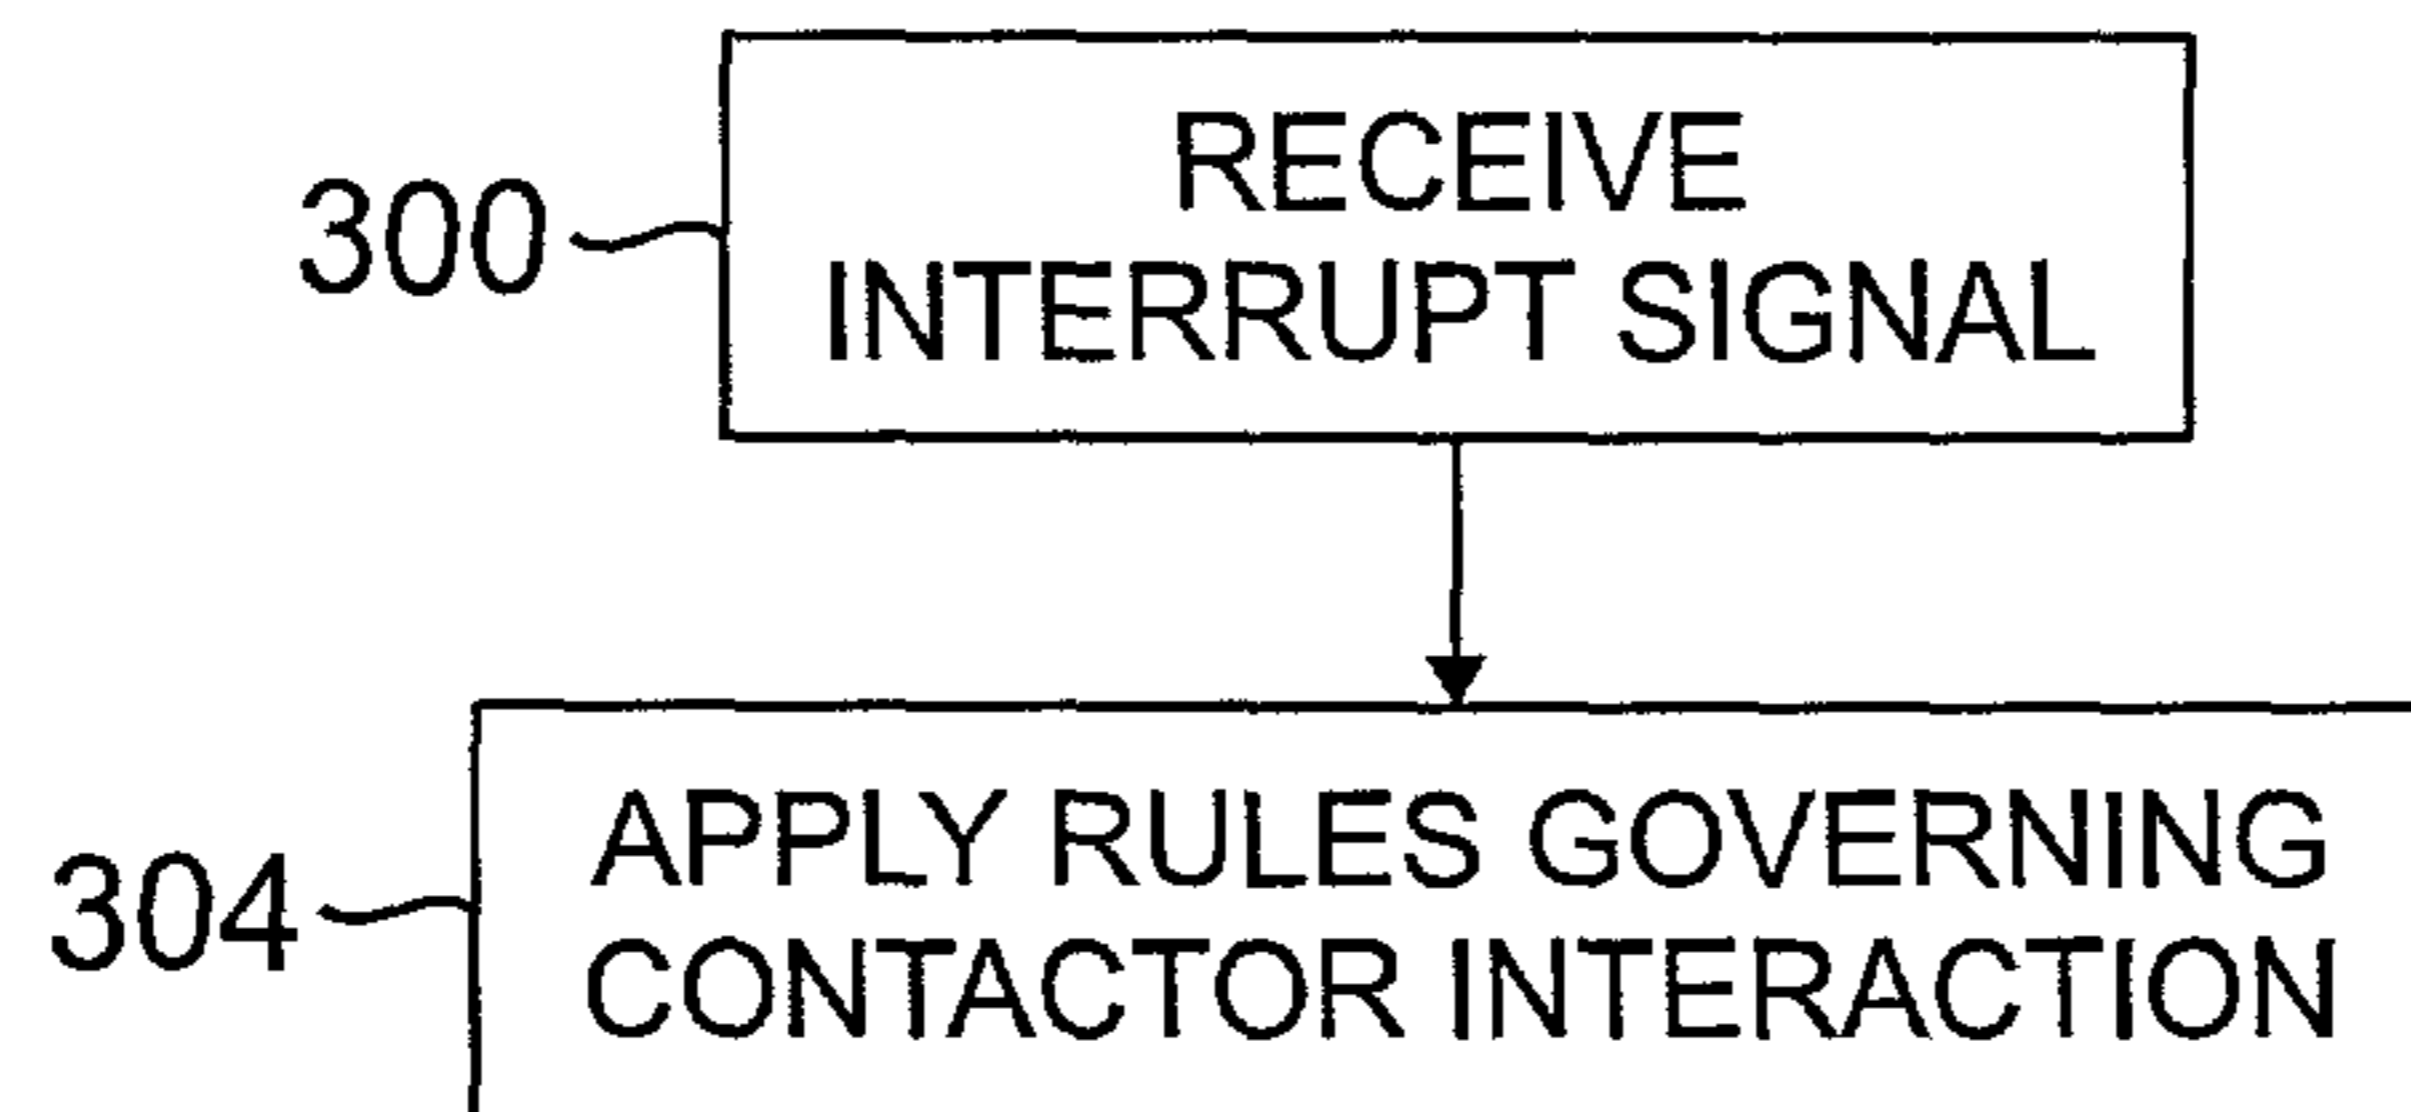 RECEIVE
300
INTERRUPT SIGNAL
APPLY RULES GOVERNING
304
CONTACTOR INTERACTION